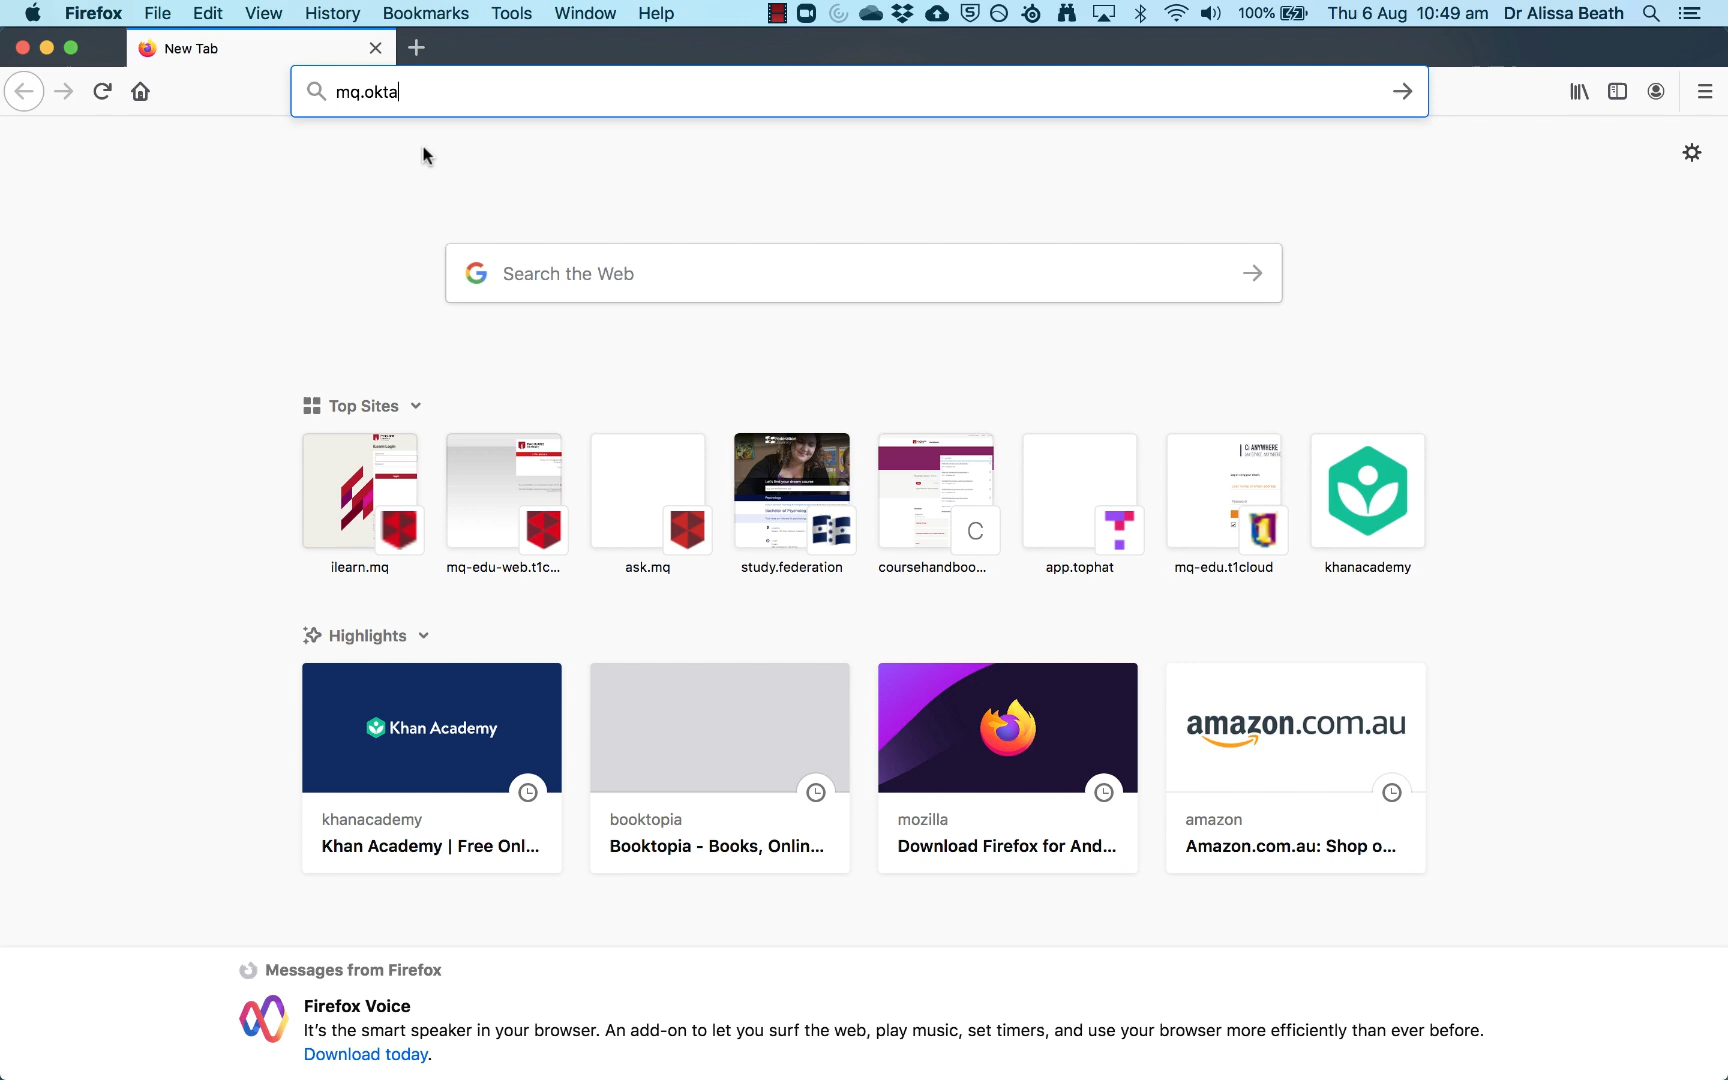 Firefox File Edit View History Bookmarks Tools Window Help 100% Thu 6 Aug 10:49 am Dr Alissa Beath
New Tab
mq.okta
Search the Web
Top Sites
ilearn.mq mq-edu-web.t1c... ask.mq study.federation coursehandboo... app.tophat mq-edu.t1cloud khanacademy
C
Highlights
Khan Academy
amazon.com.au
khanacademy
Khan Academy | Free Onl...
booktopia
Booktopia - Books, Onlin...
mozilla
Download Firefox for And...
amazon
Amazon.com.au: Shop o...
Messages from Firefox
Firefox Voice
It's the smart speaker in your browser. An add-on to let you surf the web, play music, set timers, and use your browser more efficiently than ever before.
Download today.